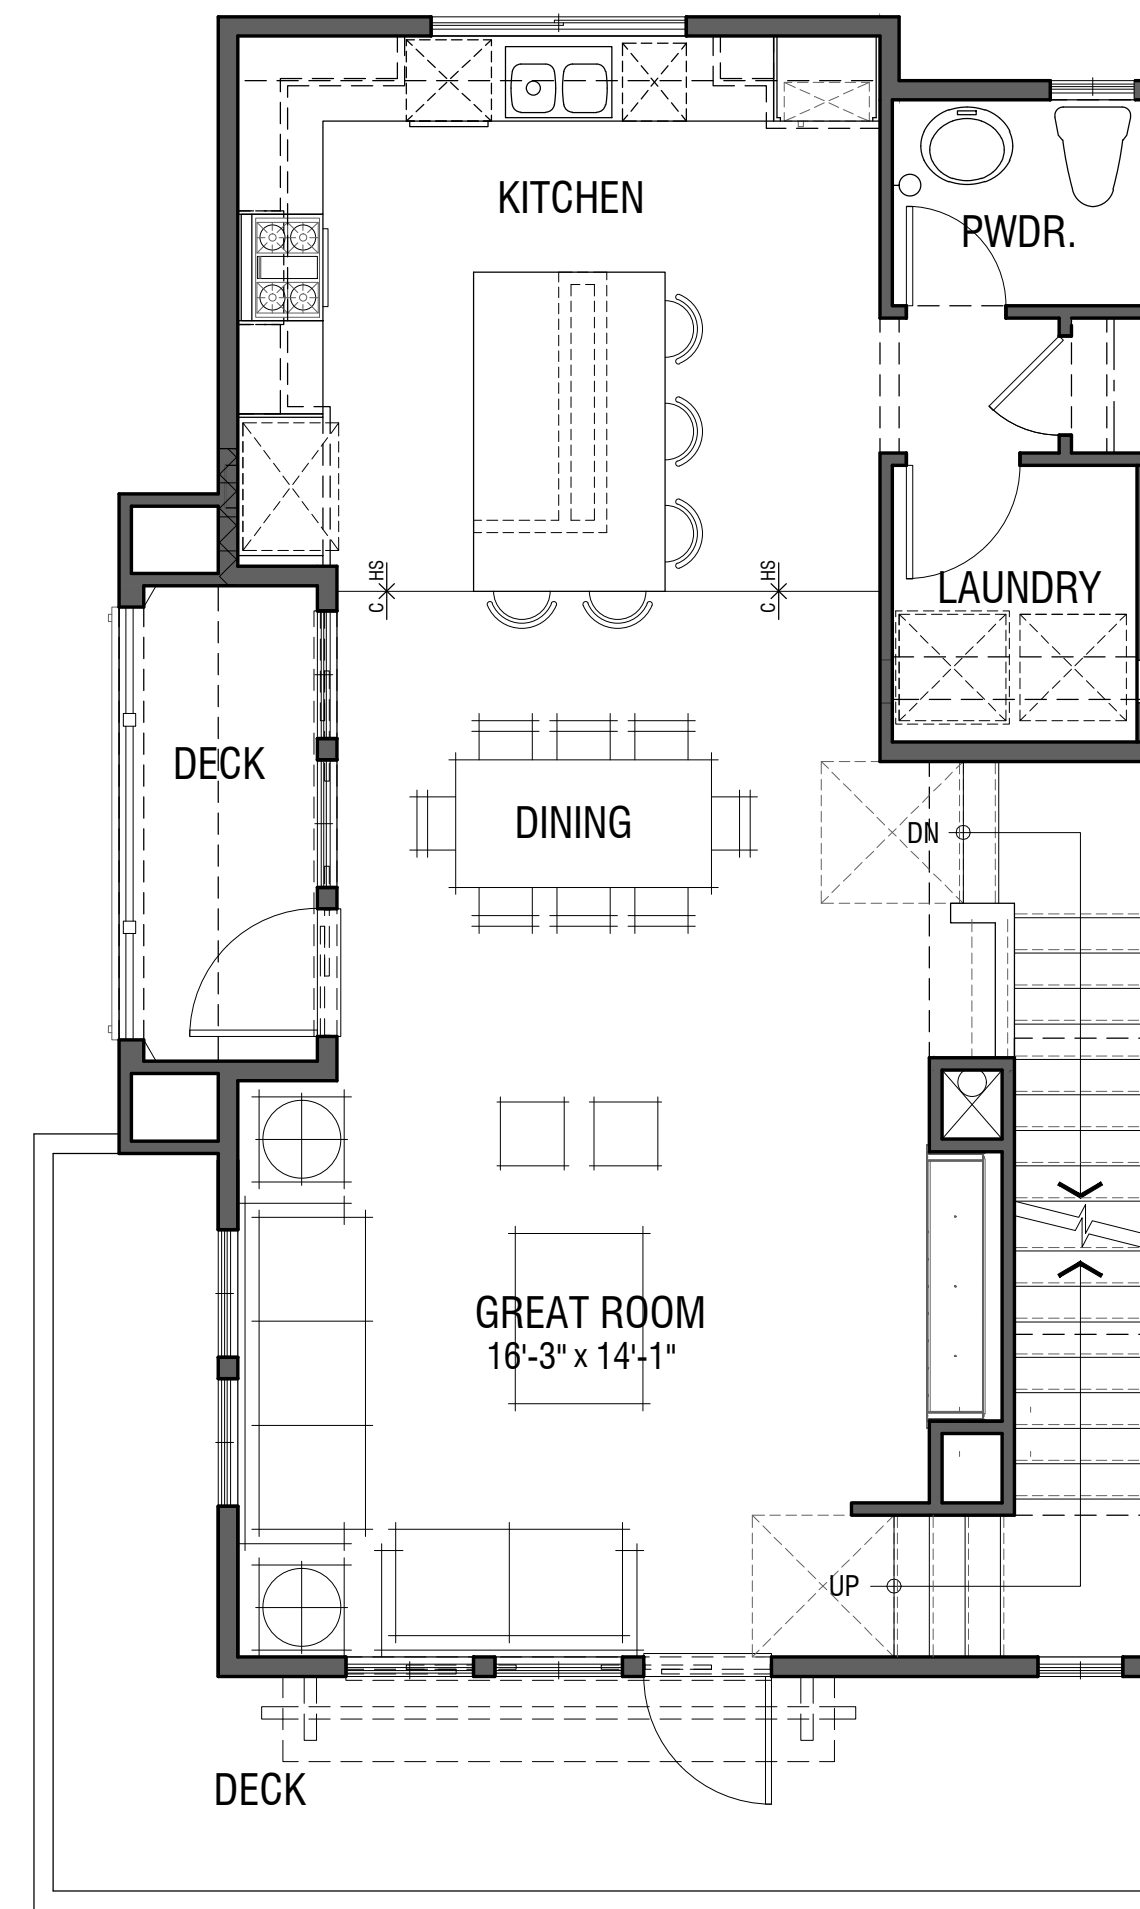 KITCHEN
PWDR.
C HS
C HS
LAUNDRY
DECK
DINING
DN
GREAT ROOM
16'-3" x 14'-1"
UP
DECK